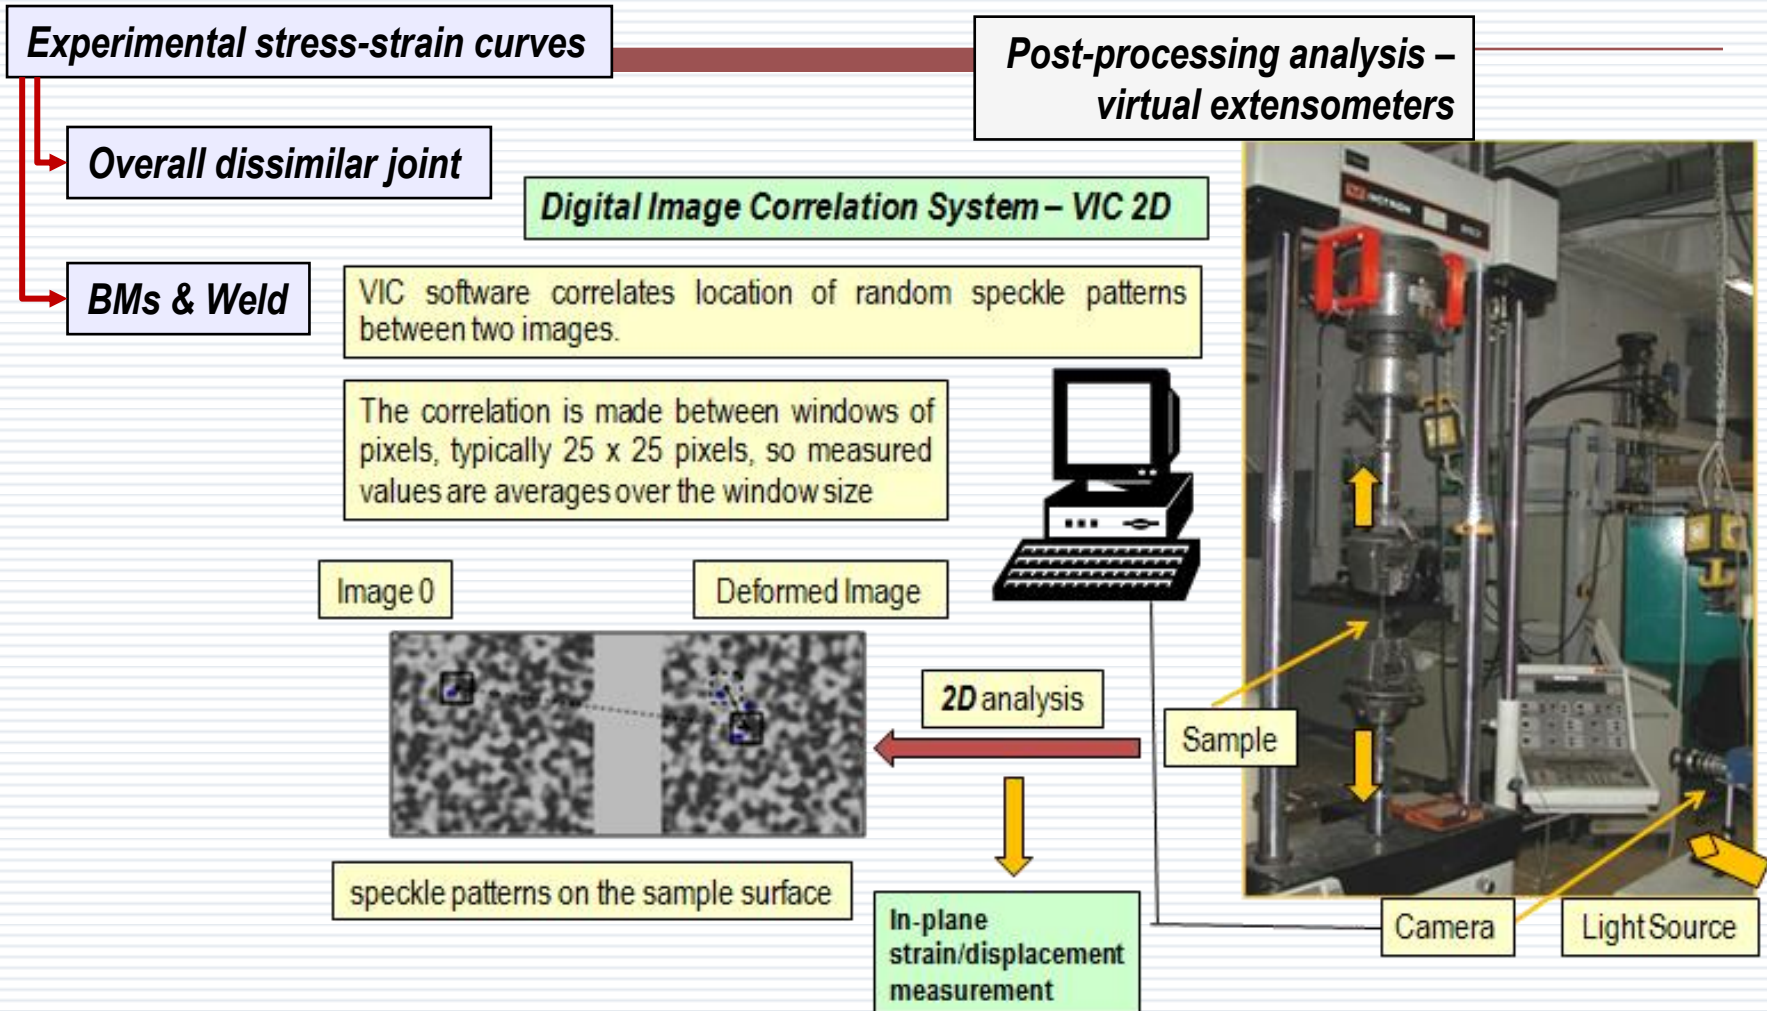 Experimental stress-strain curves
Post-processing analysis –
virtual extensometers
Overall dissimilar joint
Digital Image Correlation System – VIC 2D
BMs & Weld
VIC software correlates location of random speckle patterns
between two images.
The correlation is made between windows of
pixels, typically 25 x 25 pixels, so measured
values are averages over the window size
Image 0
Deformed Image
2D analysis
Sample
speckle patterns on the sample surface
In-plane
strain/displacement
measurement
Camera
Light Source
INSTRON